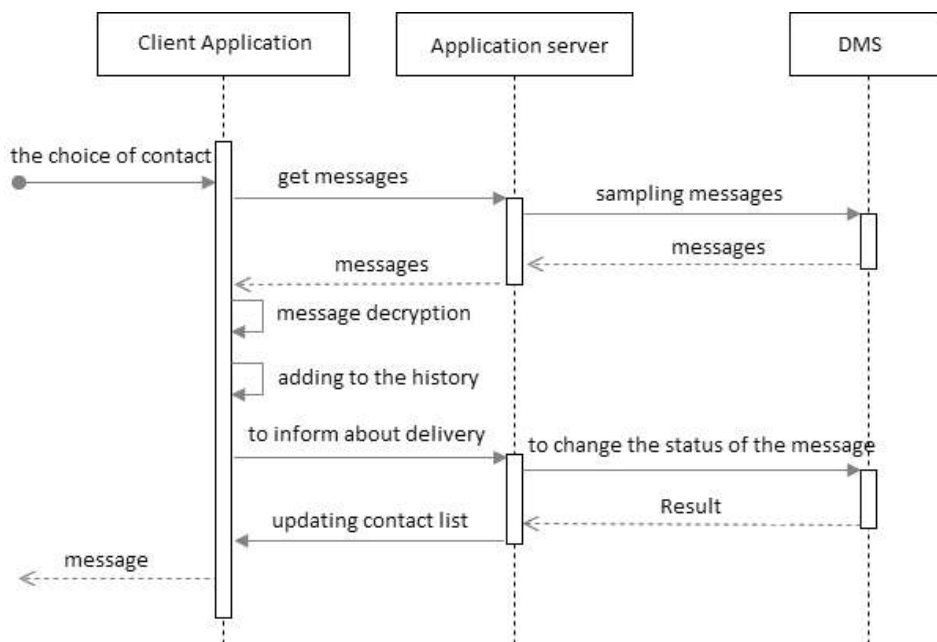 Client Application
Application server
DMS
the choice of contact
get messages
sampling messages
messages
messages
message decryption
adding to the history
to inform about delivery
to change the status of the message
Result
updating contact list
message